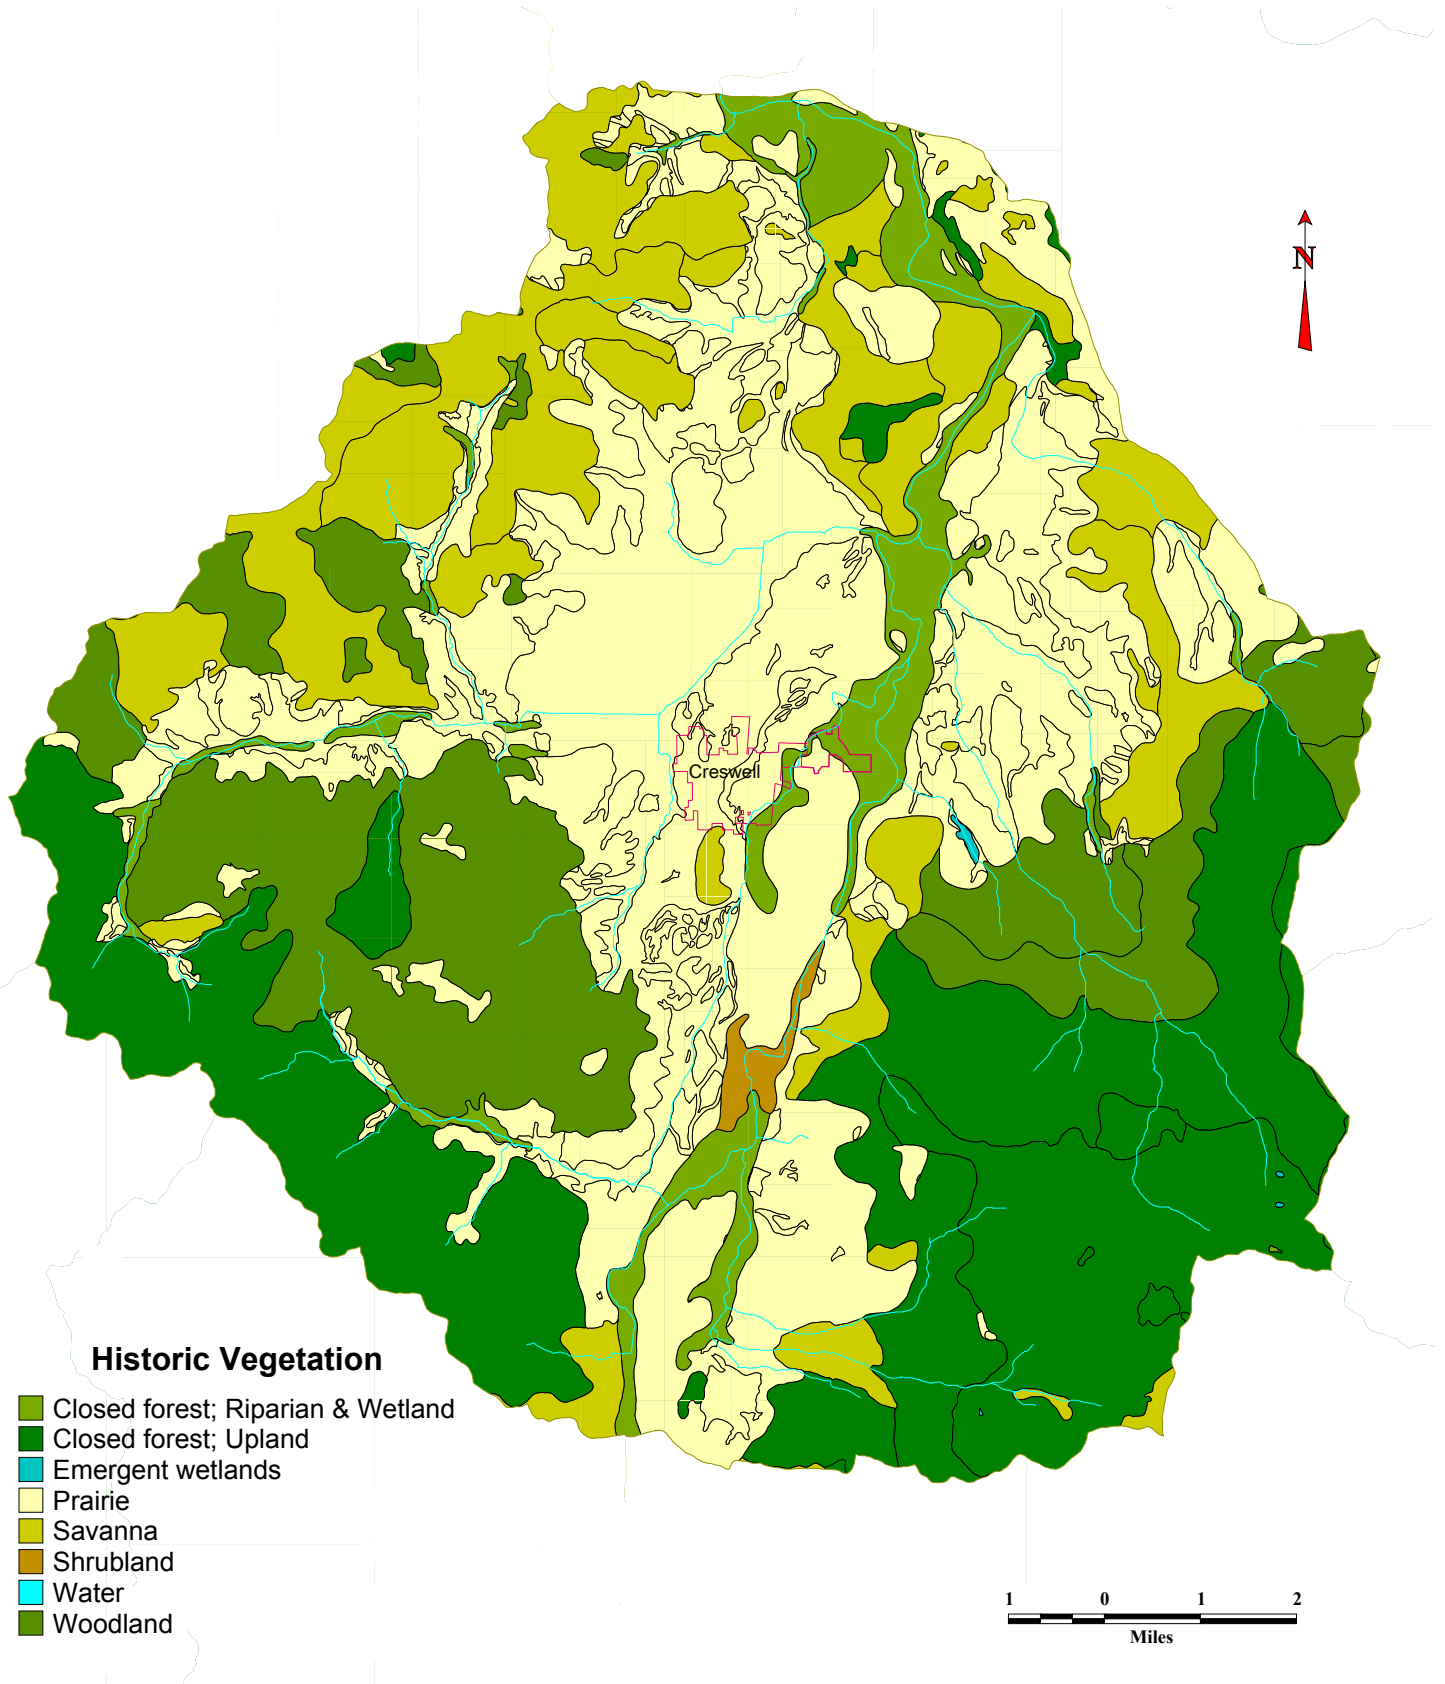 N
Creswell
Historic Vegetation
Closed forest; Riparian & Wetland
Closed forest; Upland
Emergent wetlands
Prairie
Savanna
Shrubland
Water
Woodland
1 0 1 2
Miles